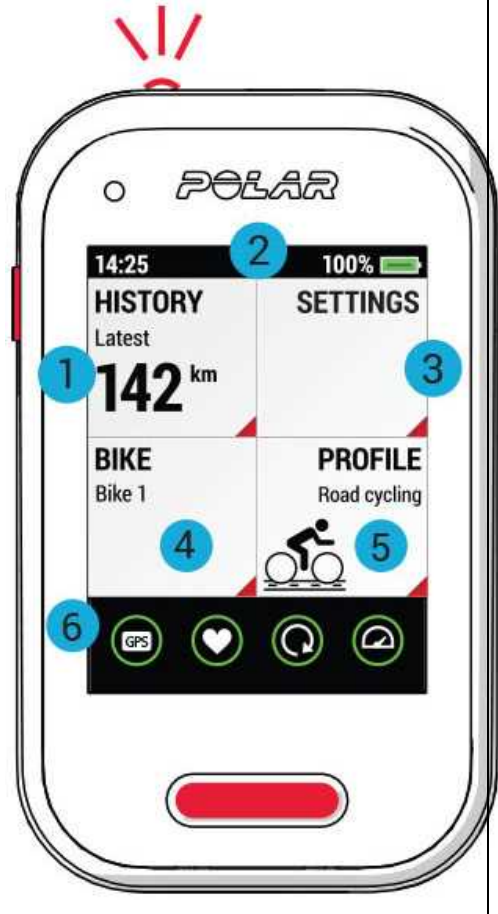 POLAR
2
14:25 100%
HISTORY SETTINGS
Latest
1 142 km 3
BIKE PROFILE
Bike 1 Road cycling
4 5
6 GPS